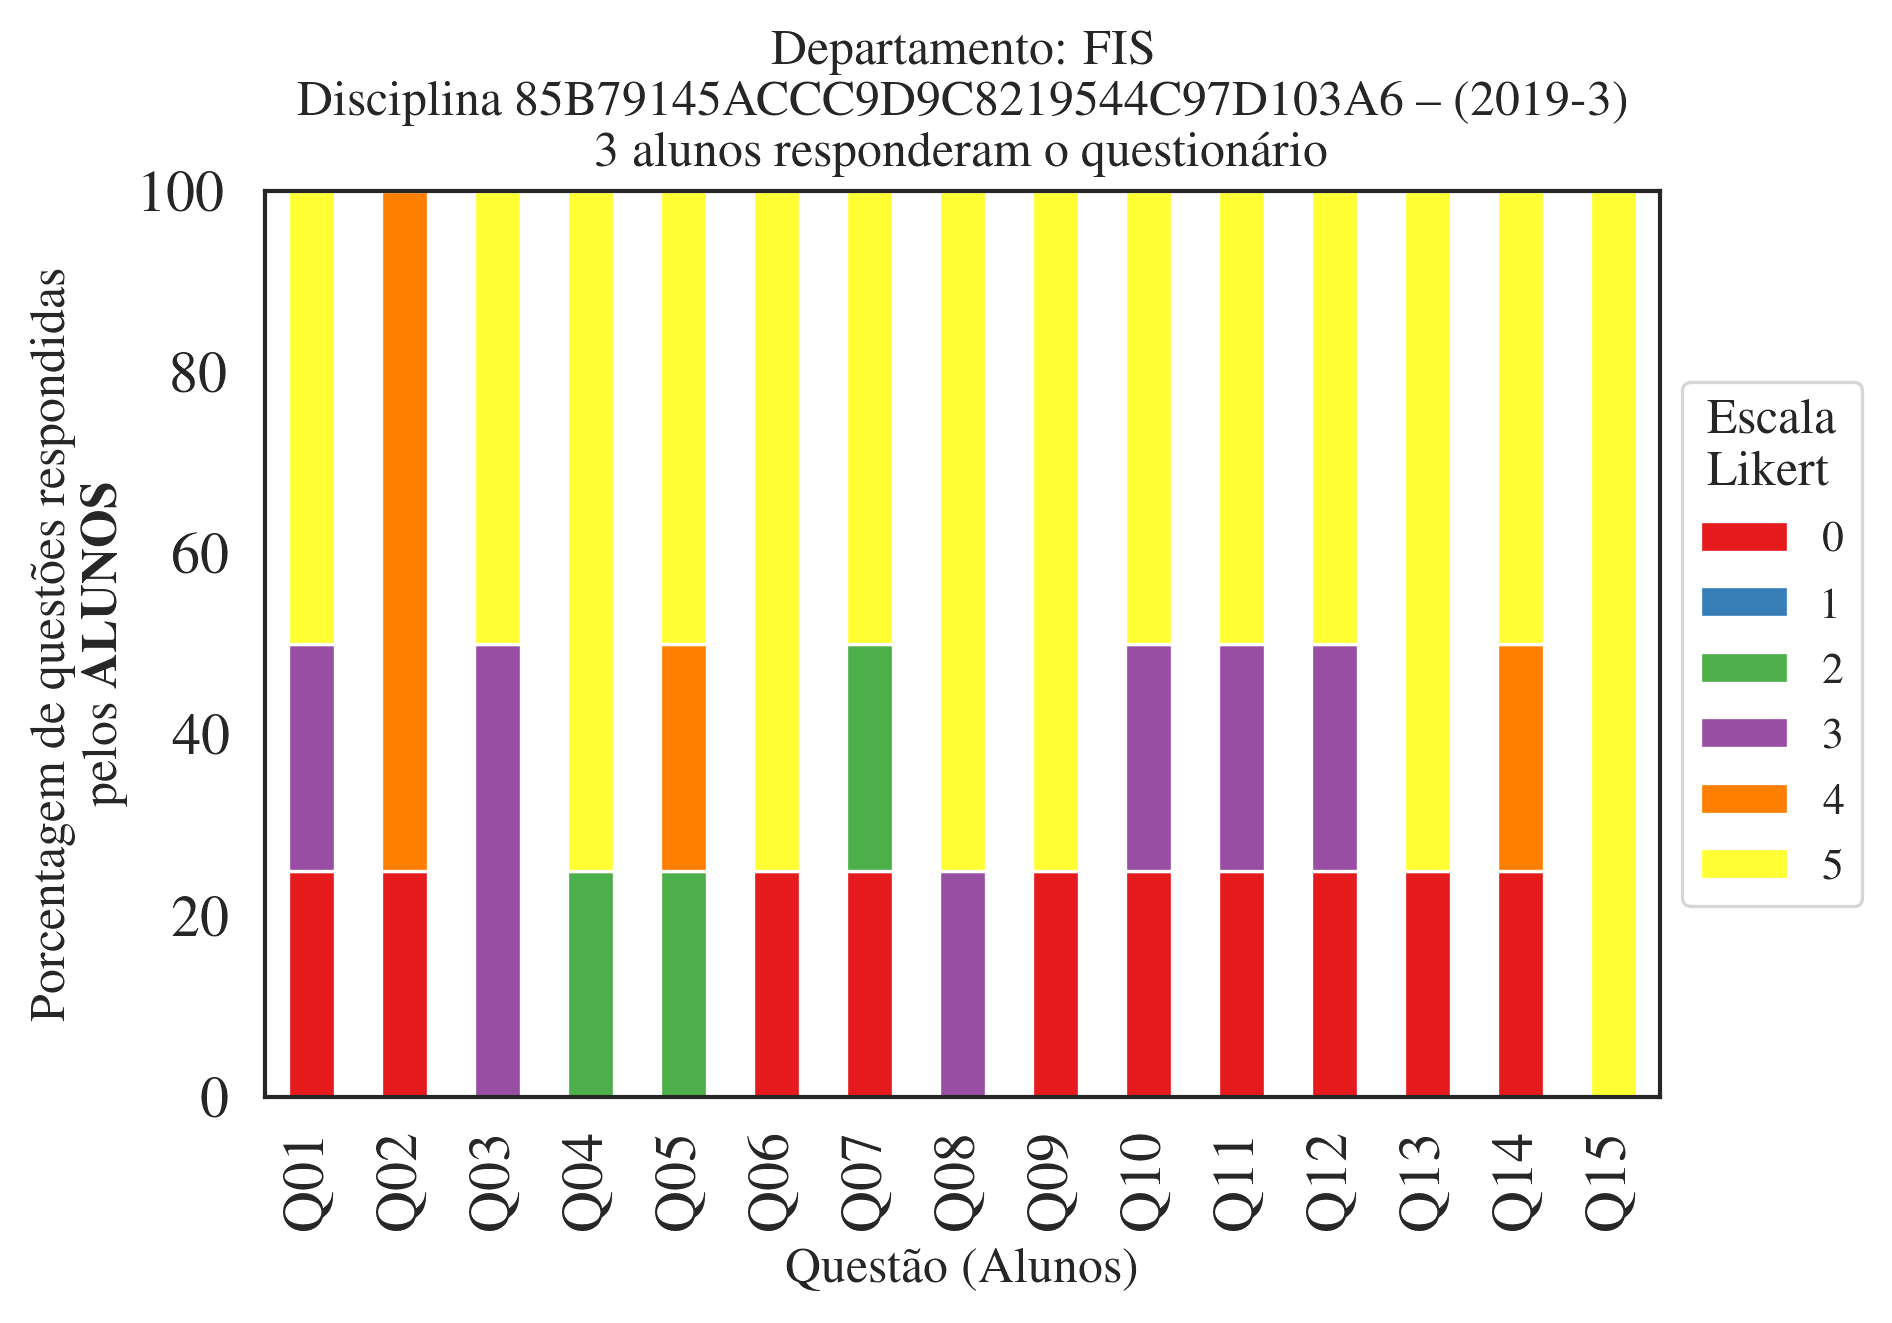 Departamento: FIS
Disciplina 85B79145ACCC9D9C8219544C97D103A6 – (2019-3)
3 alunos responderam o questionário
Porcentagem de questões respondidas
pelos ALUNOS
100
80
60
40
20
0
Q01
Q02
Q03
Q04
Q05
Q06
Q07
Q08
Q09
Q10
Q11
Q12
Q13
Q14
Q15
Questão (Alunos)
Escala
Likert
0
1
2
3
4
5